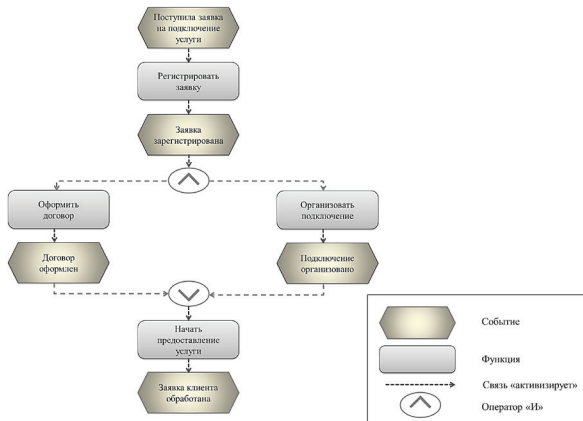 Поступила заявка
на подключение
услуги
Регистрировать
заявку
Заявка
зарегистрирована
Оформить
договор
Организовать
подключение
Договор
оформлен
Подключение
организовано
Начать
предоставление
услуги
Заявка клиента
обработана
Событие
Функция
Связь «активизирует»
Оператор «И»